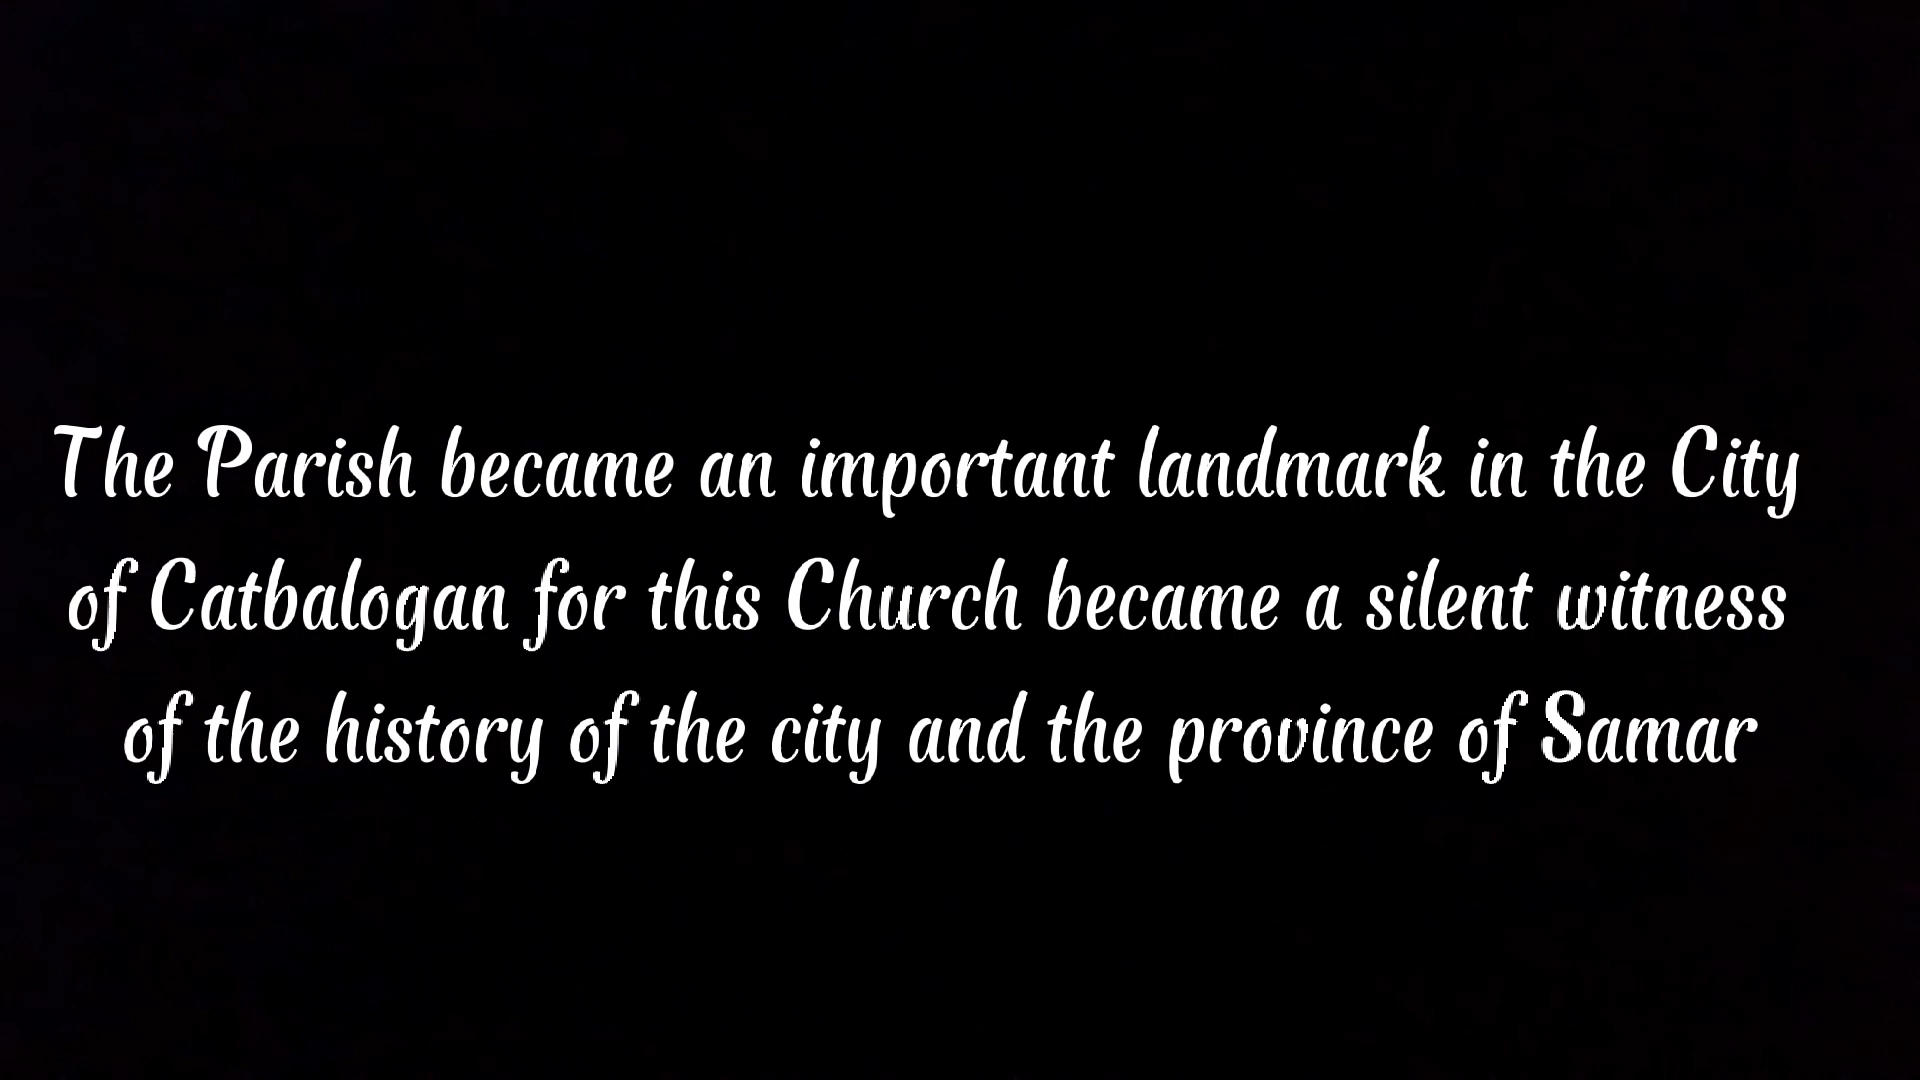 The Parish became an important landmark in the City
of Catbalogan for this Church became a silent witness
of the history of the city and the province of Samar